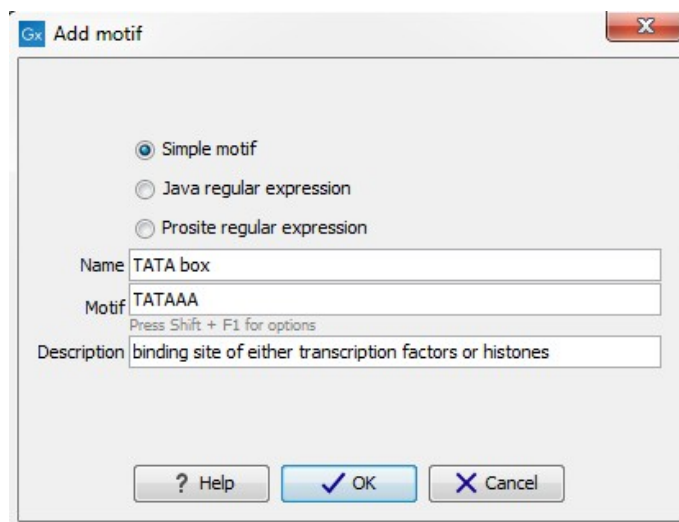 Gx Add motif
x
Simple motif
Java regular expression
Prosite regular expression
Name TATA box
Motif TATAAA
Press Shift + F1 for options
Description binding site of either transcription factors or histones
? Help OK Cancel